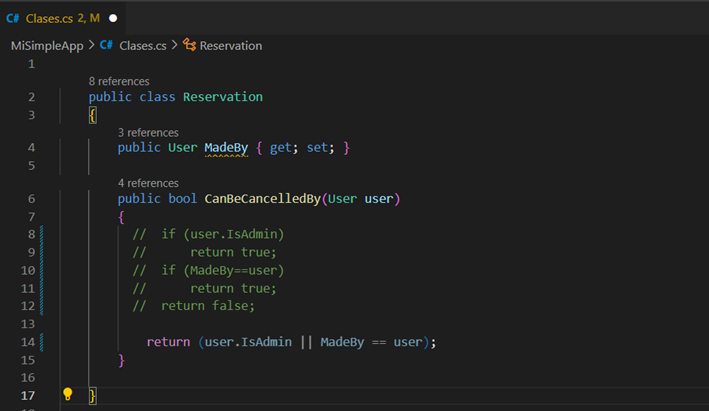 C# Clases.cs 2, M
MiSimpleApp > C# Clases.cs > Reservation
1
8 references
2 public class Reservation
3 {
3 references
4 public User MadeBy { get; set; }
5
4 references
6 public bool CanBeCancelledBy(User user)
7 {
8 // if (user.IsAdmin)
9 // return true;
10 // if (MadeBy==user)
11 // return true;
12 // return false;
13
14 return (user.IsAdmin || MadeBy == user);
15 }
16
17 }